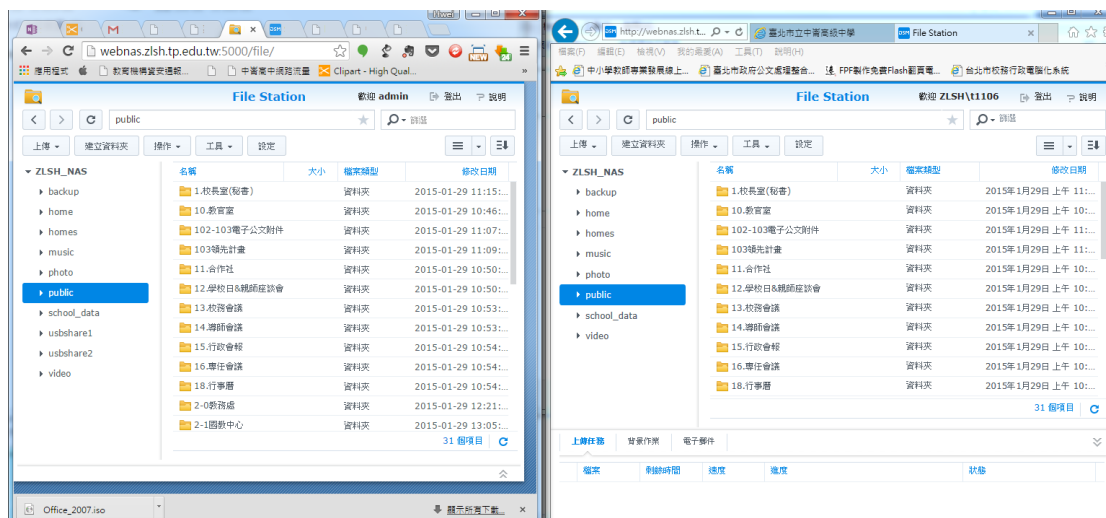 Hwei
webnas.zlsh.tp.edu.tw:5000/file/
NEW
應用程式 教育機構資安通報... 中崙高中網路流量 Clipart - High Qual... »
File Station 歡迎 admin 登出 說明
public 篩選
上傳 建立資料夾 操作 工具 設定
ZLSH_NAS
backup
home
homes
music
photo
public
school_data
usbshare1
usbshare2
video
名稱 大小 檔案類型 修改日期
1.校長室(秘書) 資料夾 2015-01-29 11:15:...
10.教官室 資料夾 2015-01-29 10:46:...
102-103電子公文附件 資料夾 2015-01-29 11:07:...
103領先計畫 資料夾 2015-01-29 11:09:...
11.合作社 資料夾 2015-01-29 10:50:...
12.學校日&親師座談會 資料夾 2015-01-29 10:50:...
13.校務會議 資料夾 2015-01-29 10:53:...
14.導師會議 資料夾 2015-01-29 10:53:...
15.行政會報 資料夾 2015-01-29 10:54:...
16.專任會議 資料夾 2015-01-29 10:54:...
18.行事曆 資料夾 2015-01-29 10:54:...
2-0教務處 資料夾 2015-01-29 12:21:...
2-1國教中心 資料夾 2015-01-29 13:05:...
31 個項目
Office_2007.iso 顯示所有下載...
http://webnas.zlsh.t... 臺北市立中崙高級中學 DSM File Station
檔案(F) 編輯(E) 檢視(V) 我的最愛(A) 工具(T) 說明(H)
中小學教師專業發展線上... 臺北市政府公文處理整合... FPF製作免費Flash翻頁電... 台北市校務行政電腦化系統
File Station 歡迎 ZLSH\t1106 登出 說明
public 篩選
上傳 建立資料夾 操作 工具 設定
ZLSH_NAS
backup
home
homes
music
photo
public
school_data
video
名稱 大小 檔案類型 修改日期
1.校長室(秘書) 資料夾 2015年1月29日 上午 11:...
10.教官室 資料夾 2015年1月29日 上午 10:...
102-103電子公文附件 資料夾 2015年1月29日 上午 11:...
103領先計畫 資料夾 2015年1月29日 上午 11:...
11.合作社 資料夾 2015年1月29日 上午 10:...
12.學校日&親師座談會 資料夾 2015年1月29日 上午 10:...
13.校務會議 資料夾 2015年1月29日 上午 10:...
14.導師會議 資料夾 2015年1月29日 上午 10:...
15.行政會報 資料夾 2015年1月29日 上午 10:...
16.專任會議 資料夾 2015年1月29日 上午 10:...
18.行事曆 資料夾 2015年1月29日 上午 10:...
31 個項目
上傳任務 背景作業 電子郵件
檔案 剩餘時間 速度 進度 狀態